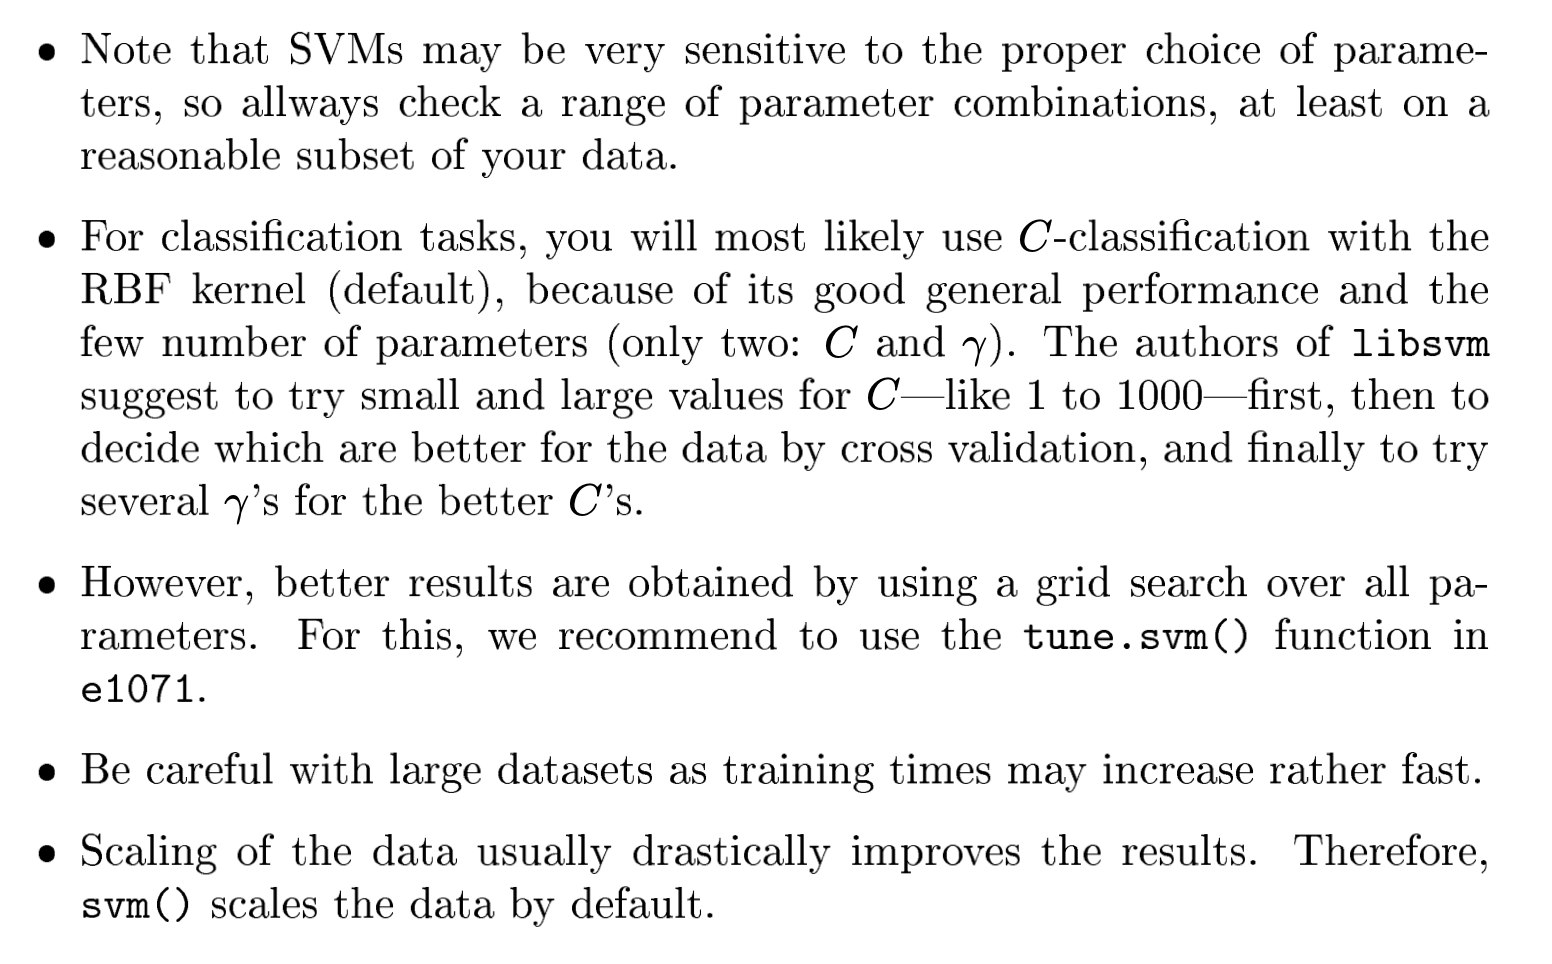 • Note that SVMs may be very sensitive to the proper choice of parame-
ters, so allways check a range of parameter combinations, at least on a
reasonable subset of your data.
• For classification tasks, you will most likely use C-classification with the
RBF kernel (default), because of its good general performance and the
few number of parameters (only two: C and γ). The authors of libsvm
suggest to try small and large values for C—like 1 to 1000—first, then to
decide which are better for the data by cross validation, and finally to try
several γ’s for the better C’s.
• However, better results are obtained by using a grid search over all pa-
rameters. For this, we recommend to use the tune.svm() function in
e1071.
• Be careful with large datasets as training times may increase rather fast.
• Scaling of the data usually drastically improves the results. Therefore,
svm() scales the data by default.